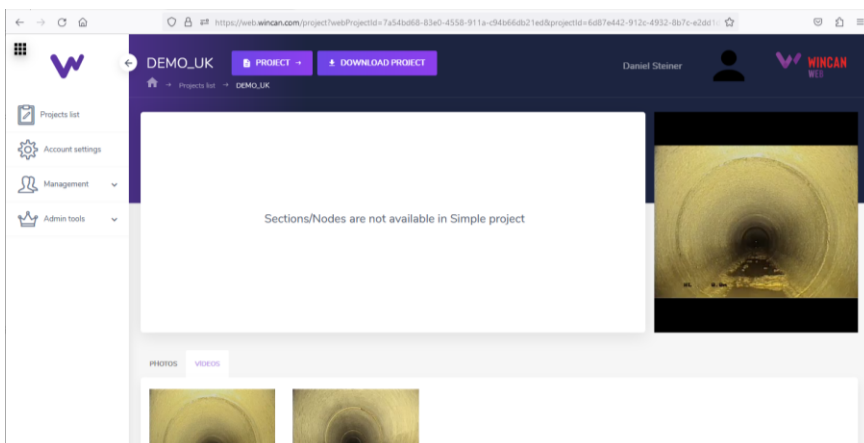 https://web.wincan.com/project?webProjectId=7a54bd68-83e0-4558-911a-c94b66db21ed&projectId=6d87e442-912c-4932-8b7c-e2dd1
DEMO_UK
PROJECT →
DOWNLOAD PROJECT
Daniel Steiner
WINCAN
WEB
→ Projects list → DEMO_UK
Projects list
Account settings
Management
Admin tools
Sections/Nodes are not available in Simple project
PHOTOS
VIDEOS